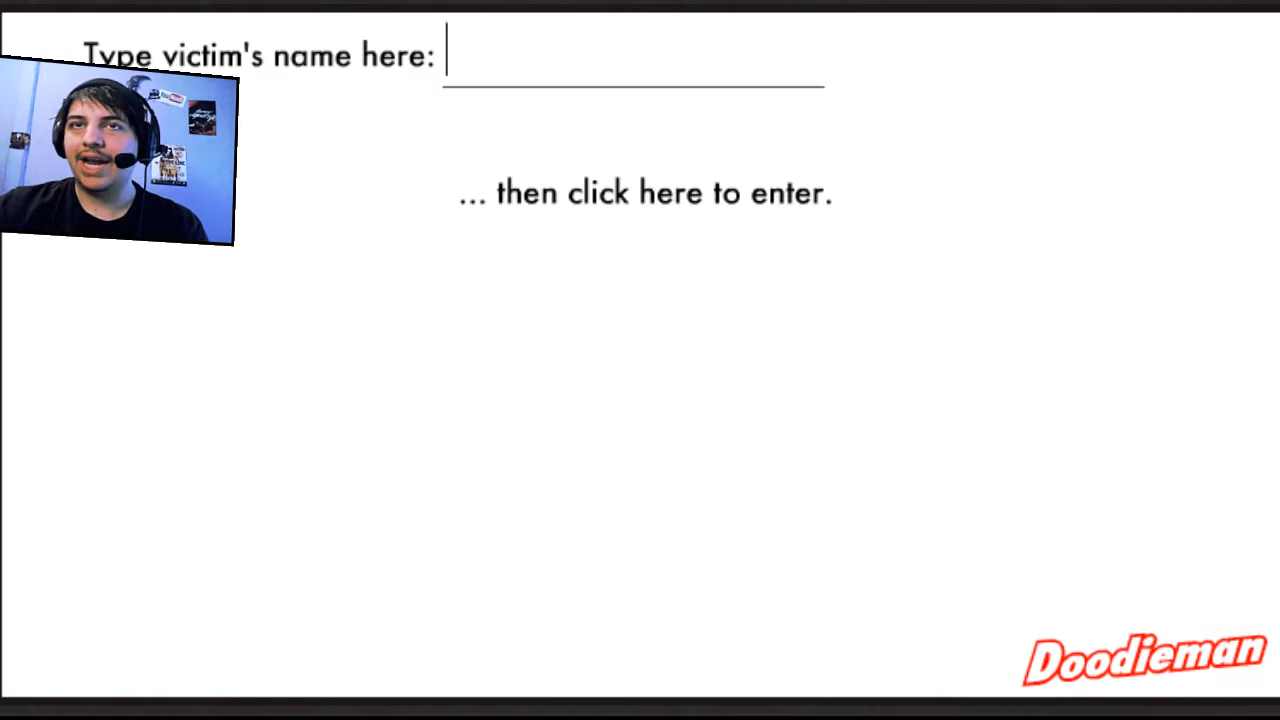 Type victim's name here:
... then click here to enter.
Doodieman